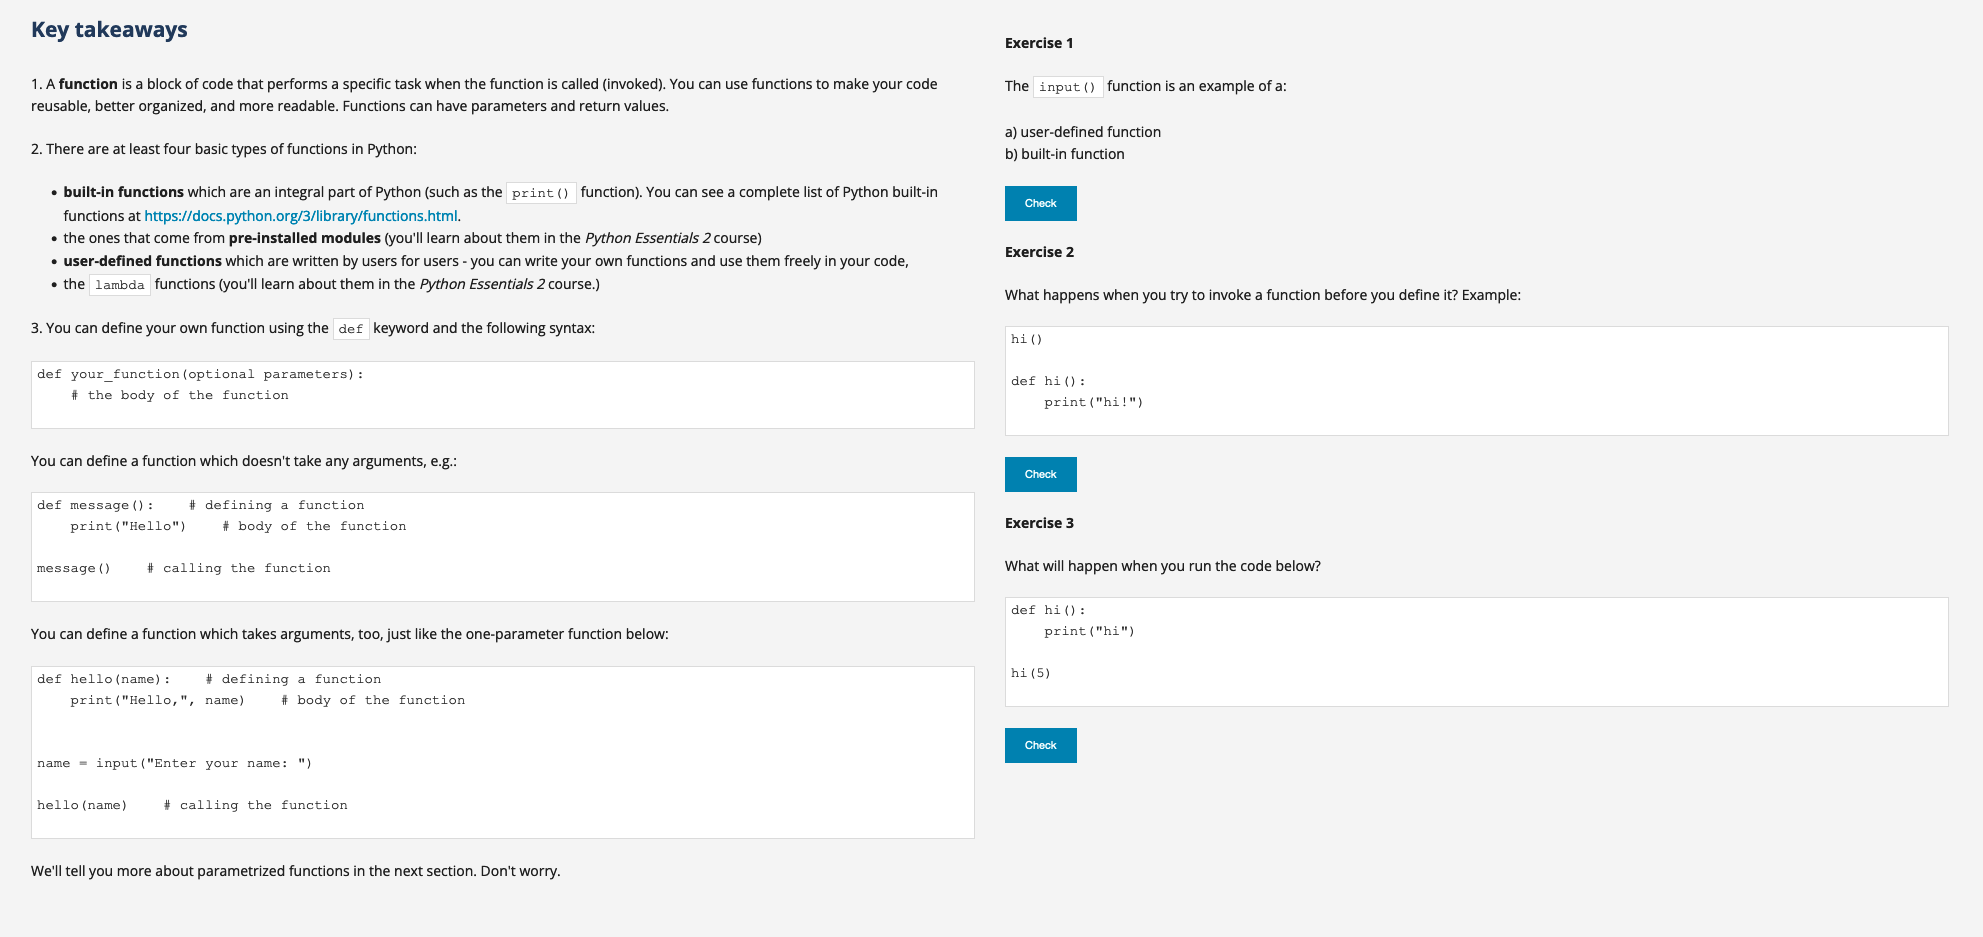 Key takeaways
1. A function is a block of code that performs a specific task when the function is called (invoked). You can use functions to make your code
reusable, better organized, and more readable. Functions can have parameters and return values.
2. There are at least four basic types of functions in Python:
• built-in functions which are an integral part of Python (such as the print() function). You can see a complete list of Python built-in
functions at https://docs.python.org/3/library/functions.html.
• the ones that come from pre-installed modules (you'll learn about them in the Python Essentials 2 course)
• user-defined functions which are written by users for users - you can write your own functions and use them freely in your code,
• the lambda functions (you'll learn about them in the Python Essentials 2 course.)
3. You can define your own function using the def keyword and the following syntax:
def your_function(optional parameters):
    # the body of the function
You can define a function which doesn't take any arguments, e.g.:
def message():    # defining a function
    print("Hello")    # body of the function
message()    # calling the function
You can define a function which takes arguments, too, just like the one-parameter function below:
def hello(name):    # defining a function
    print("Hello,", name)    # body of the function
name = input("Enter your name: ")
hello(name)    # calling the function
We'll tell you more about parametrized functions in the next section. Don't worry.
Exercise 1
The input() function is an example of a:
a) user-defined function
b) built-in function
Check
Exercise 2
What happens when you try to invoke a function before you define it? Example:
hi()
def hi():
    print("hi!")
Check
Exercise 3
What will happen when you run the code below?
def hi():
    print("hi")
hi(5)
Check